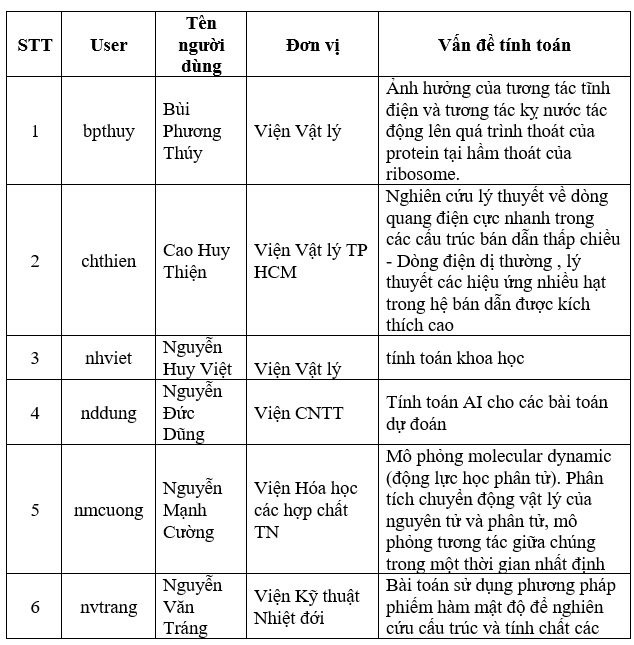 STT
User
Tên
người
dùng
Đơn vị
Vấn đề tính toán
1
bpthuy
Bùi
Phương
Thúy
Viện Vật lý
Ảnh hưởng của tương tác tĩnh
điện và tương tác kỵ nước tác
động lên quá trình thoát của
protein tại hầm thoát của
ribosome.
2
chthien
Cao Huy
Thiện
Viện Vật lý TP
HCM
Nghiên cứu lý thuyết về dòng
quang điện cực nhanh trong
các cấu trúc bán dẫn thấp chiều
- Dòng điện dị thường , lý
thuyết các hiệu ứng nhiều hạt
trong hệ bán dẫn được kích
thích cao
3
nhviet
Nguyễn
Huy Việt
Viện Vật lý
tính toán khoa học
4
nddung
Nguyễn
Đức
Dũng
Viện CNTT
Tính toán AI cho các bài toán
dự đoán
5
nmcuong
Nguyễn
Mạnh
Cường
Viện Hóa học
các hợp chất
TN
Mô phỏng molecular dynamic
(động lực học phân tử). Phân
tích chuyển động vật lý của
nguyên tử và phân tử, mô
phỏng tương tác giữa chúng
trong một thời gian nhất định
6
nvtrang
Nguyễn
Văn
Tráng
Viện Kỹ thuật
Nhiệt đới
Bài toán sử dụng phương pháp
phiếm hàm mật độ để nghiên
cứu cấu trúc và tính chất các